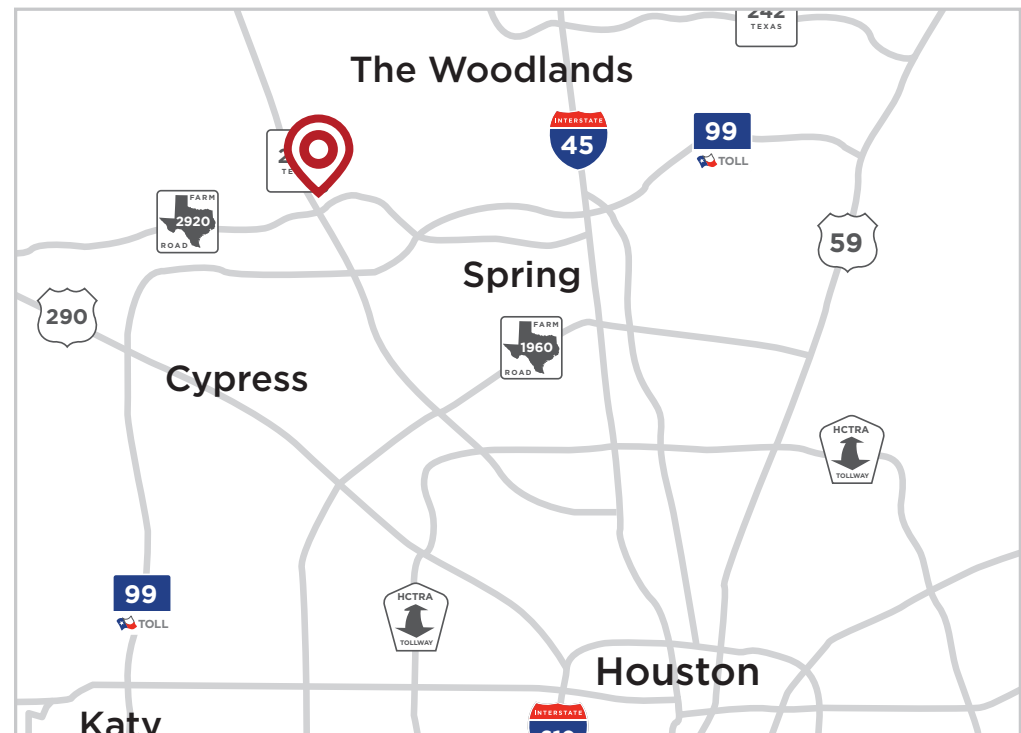 242
TEXAS
The Woodlands
INTERSTATE
45
99
TOLL
FARM
2920
ROAD
59
Spring
290
FARM
1960
ROAD
Cypress
HCTRA
TOLLWAY
99
TOLL
HCTRA
TOLLWAY
Houston
INTERSTATE
610
Katy